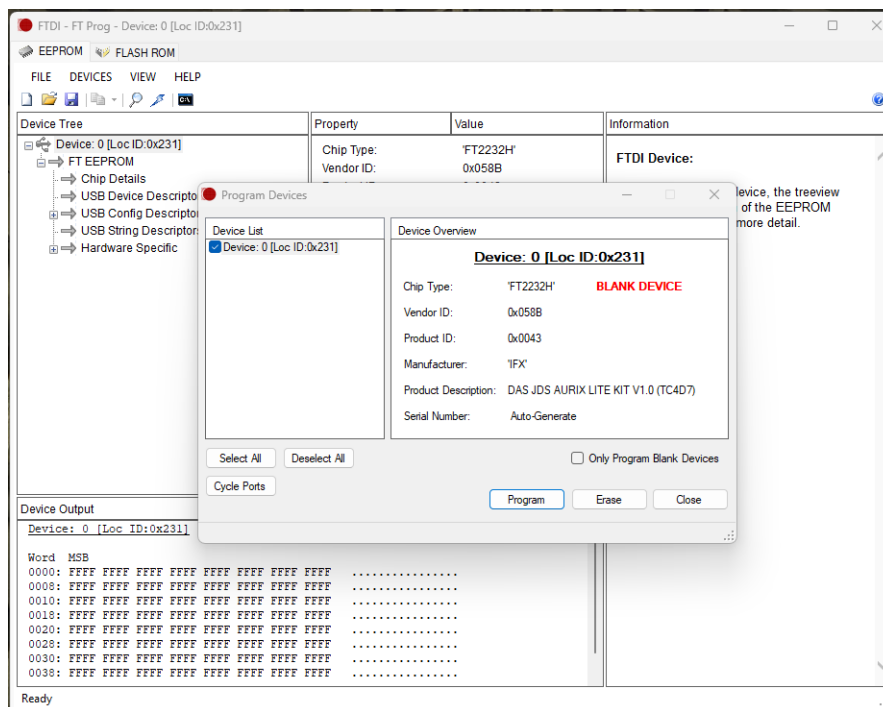 FTDI - FT Prog - Device: 0 [Loc ID:0x231]
EEPROM FLASH ROM
FILE DEVICES VIEW HELP
Device Tree
Device: 0 [Loc ID:0x231]
FT EEPROM
Chip Details
USB Device Descripto
USB Config Descripto
USB String Descriptor
Hardware Specific
Property Value
Chip Type: 'FT2232H'
Vendor ID: 0x058B
Information
FTDI Device:
device, the treeview
of the EEPROM
more detail.
Program Devices
Device List
Device: 0 [Loc ID:0x231]
Device Overview
Device: 0 [Loc ID:0x231]
Chip Type: 'FT2232H' BLANK DEVICE
Vendor ID: 0x058B
Product ID: 0x0043
Manufacturer: 'IFX'
Product Description: DAS JDS AURIX LITE KIT V1.0 (TC4D7)
Serial Number: Auto-Generate
Select All Deselect All
Only Program Blank Devices
Cycle Ports
Program Erase Close
Device Output
Device: 0 [Loc ID:0x231]
Word MSB
0000: FFFF FFFF FFFF FFFF FFFF FFFF FFFF FFFF ................
0008: FFFF FFFF FFFF FFFF FFFF FFFF FFFF FFFF ................
0010: FFFF FFFF FFFF FFFF FFFF FFFF FFFF FFFF ................
0018: FFFF FFFF FFFF FFFF FFFF FFFF FFFF FFFF ................
0020: FFFF FFFF FFFF FFFF FFFF FFFF FFFF FFFF ................
0028: FFFF FFFF FFFF FFFF FFFF FFFF FFFF FFFF ................
0030: FFFF FFFF FFFF FFFF FFFF FFFF FFFF FFFF ................
0038: FFFF FFFF FFFF FFFF FFFF FFFF FFFF FFFF ................
Ready